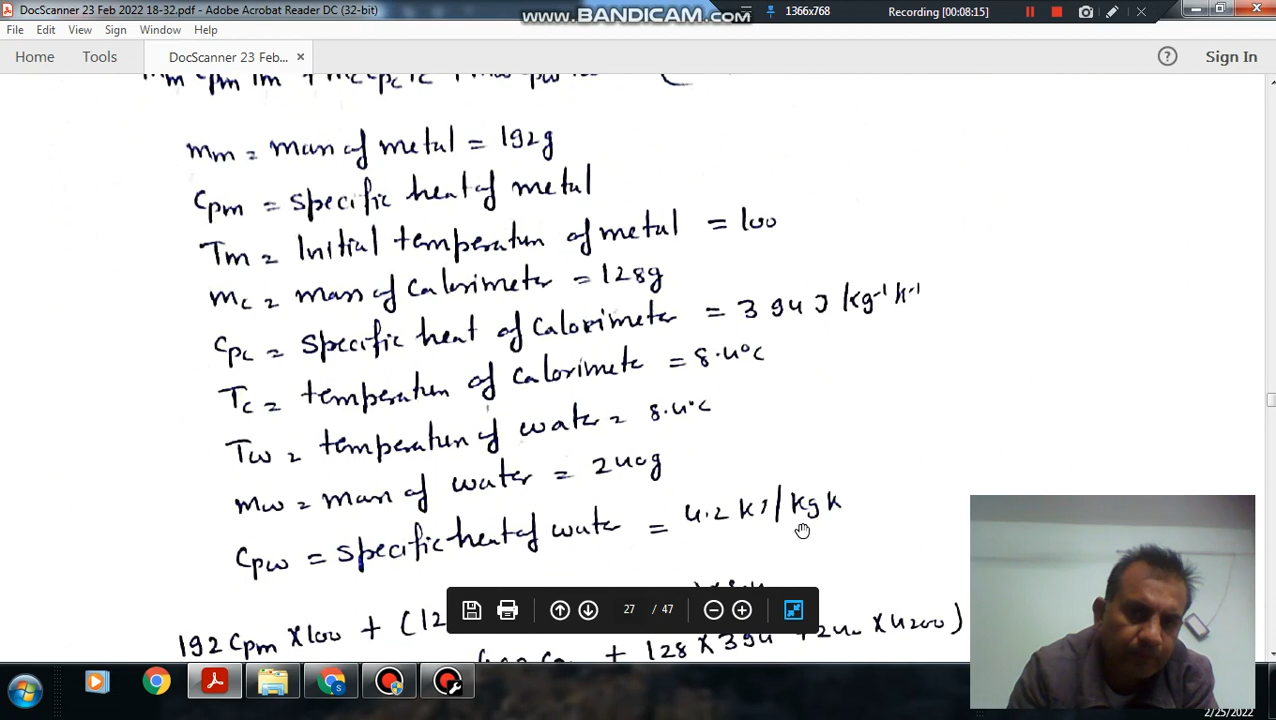 DocScanner 23 Feb 2022 18-32.pdf - Adobe Acrobat Reader DC (32-bit)
www.BANDICAM.com
1366x768
Recording [00:08:15]
File Edit View Sign Window Help
Home Tools DocScanner 23 Feb... × Sign In
mm = mass of metal = 192g
Cpm = specific heat of metal
Tm = Initial temperature of metal = 100
mc = mass of calorimeter = 128g
Cpc = specific heat of calorimeter = 394 J kg-1 k-1
Tc = temperature of calorimete = 8.4°C
Tw = temperature of water = 8.4°C
mw = mass of water = 240g
Cpw = specific heat of water = 4.2 kJ/kg k
192 Cpm X100 + (12
+ 128 X 394 + 240 X 4200)
27 / 47
2/25/2022